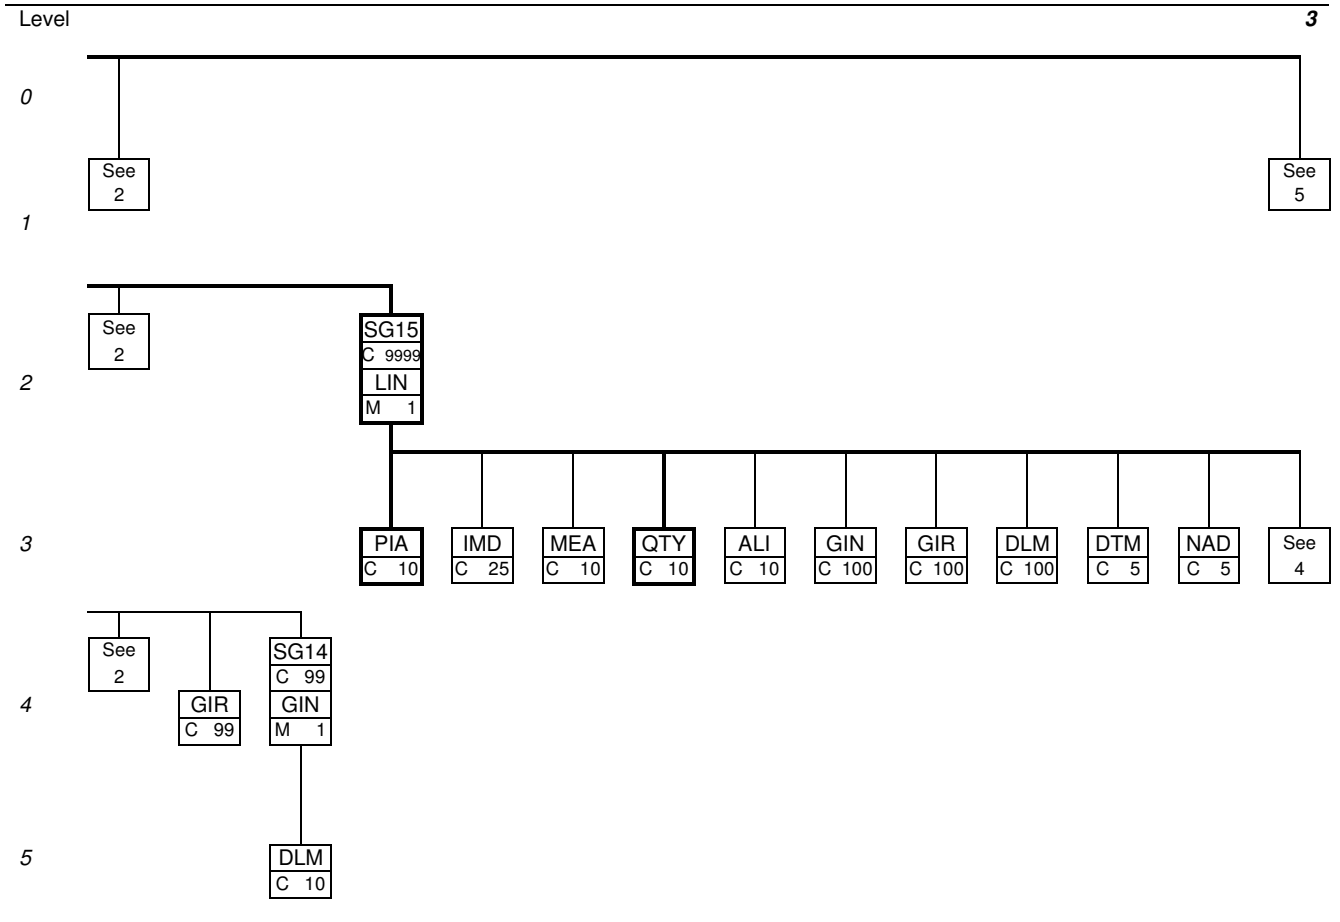 Level 3
0
See See
2 5
1
See SG15
2 C 9999
2 LIN
M 1
3 PIA IMD MEA QTY ALI GIN GIR DLM DTM NAD See
C 10 C 25 C 10 C 10 C 10 C 100 C 100 C 100 C 5 C 5 4
See SG14
2 C 99
4 GIR GIN
C 99 M 1
5 DLM
C 10